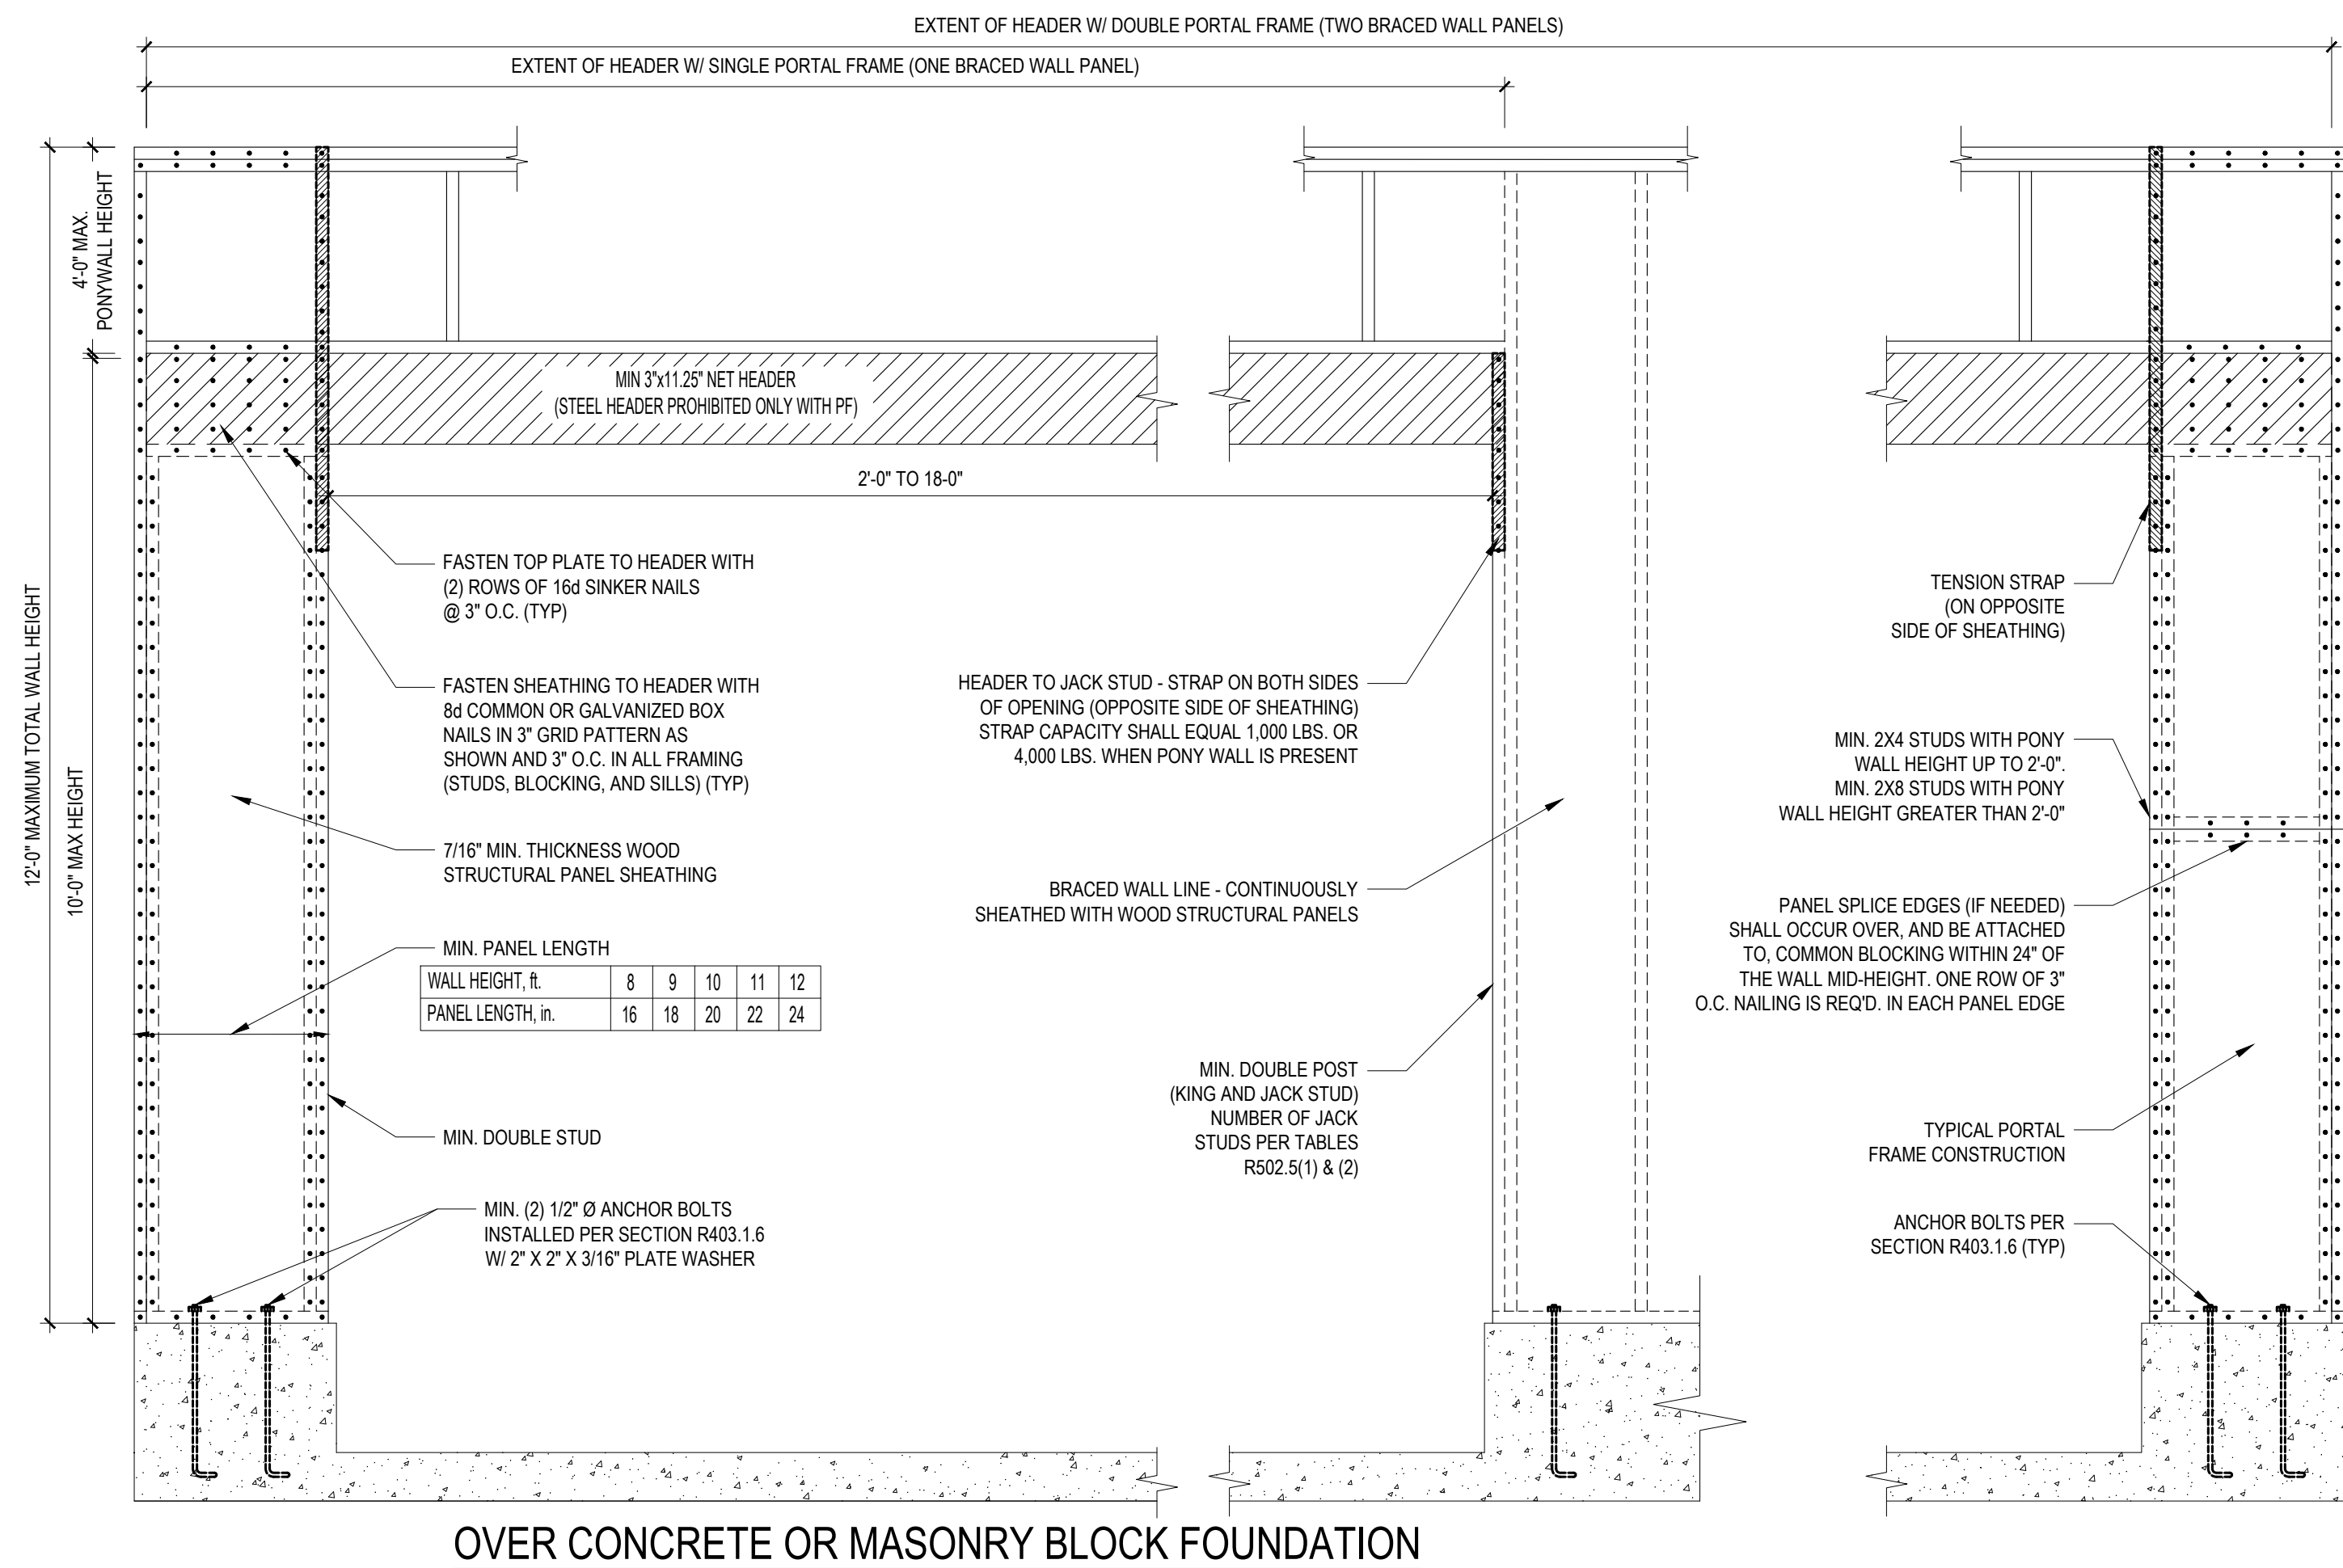 EXTENT OF HEADER W/ DOUBLE PORTAL FRAME (TWO BRACED WALL PANELS)
EXTENT OF HEADER W/ SINGLE PORTAL FRAME (ONE BRACED WALL PANEL)
4'-0" MAX.
PONYWALL HEIGHT
12'-0" MAXIMUM TOTAL WALL HEIGHT
10'-0" MAX HEIGHT
MIN 3"x11.25" NET HEADER
(STEEL HEADER PROHIBITED ONLY WITH PF)
2'-0" TO 18-0"
FASTEN TOP PLATE TO HEADER WITH
(2) ROWS OF 16d SINKER NAILS
@ 3" O.C. (TYP)
FASTEN SHEATHING TO HEADER WITH
8d COMMON OR GALVANIZED BOX
NAILS IN 3" GRID PATTERN AS
SHOWN AND 3" O.C. IN ALL FRAMING
(STUDS, BLOCKING, AND SILLS) (TYP)
7/16" MIN. THICKNESS WOOD
STRUCTURAL PANEL SHEATHING
MIN. PANEL LENGTH
WALL HEIGHT, ft. 8 9 10 11 12
PANEL LENGTH, in. 16 18 20 22 24
MIN. DOUBLE STUD
MIN. (2) 1/2" Ø ANCHOR BOLTS
INSTALLED PER SECTION R403.1.6
W/ 2" X 2" X 3/16" PLATE WASHER
HEADER TO JACK STUD - STRAP ON BOTH SIDES
OF OPENING (OPPOSITE SIDE OF SHEATHING)
STRAP CAPACITY SHALL EQUAL 1,000 LBS. OR
4,000 LBS. WHEN PONY WALL IS PRESENT
BRACED WALL LINE - CONTINUOUSLY
SHEATHED WITH WOOD STRUCTURAL PANELS
MIN. DOUBLE POST
(KING AND JACK STUD)
NUMBER OF JACK
STUDS PER TABLES
R502.5(1) & (2)
TENSION STRAP
(ON OPPOSITE
SIDE OF SHEATHING)
MIN. 2X4 STUDS WITH PONY
WALL HEIGHT UP TO 2'-0".
MIN. 2X8 STUDS WITH PONY
WALL HEIGHT GREATER THAN 2'-0"
PANEL SPLICE EDGES (IF NEEDED)
SHALL OCCUR OVER, AND BE ATTACHED
TO, COMMON BLOCKING WITHIN 24" OF
THE WALL MID-HEIGHT. ONE ROW OF 3"
O.C. NAILING IS REQ'D. IN EACH PANEL EDGE
TYPICAL PORTAL
FRAME CONSTRUCTION
ANCHOR BOLTS PER
SECTION R403.1.6 (TYP)
OVER CONCRETE OR MASONRY BLOCK FOUNDATION